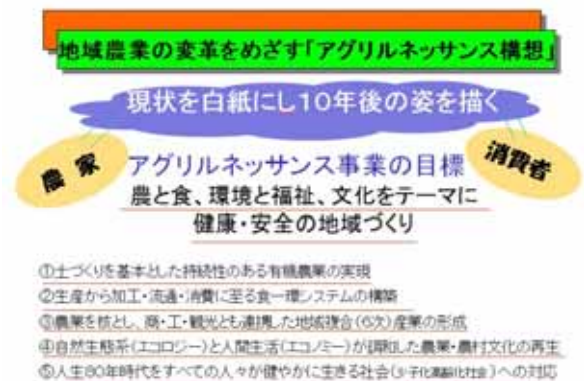 地域農業の変革をめざす「アグリルネッサンス構想」
現状を白紙にし10年後の姿を描く
農家
消費者
アグリルネッサンス事業の目標
農と食、環境と福祉、文化をテーマに
健康・安全の地域づくり
①土づくりを基本とした持続性のある有機農業の実現
②生産から加工・流通・消費に至る食一環システムの構築
③農業を核とし、商・工・観光とも連携した地域複合(6次)産業の形成
④自然生態系(エコロジー)と人間生活(エコノミー)が調和した農業・農村文化の再生
⑤人生80年時代をすべての人々が健やかに生きる社会(少子化高齢化社会)への対応